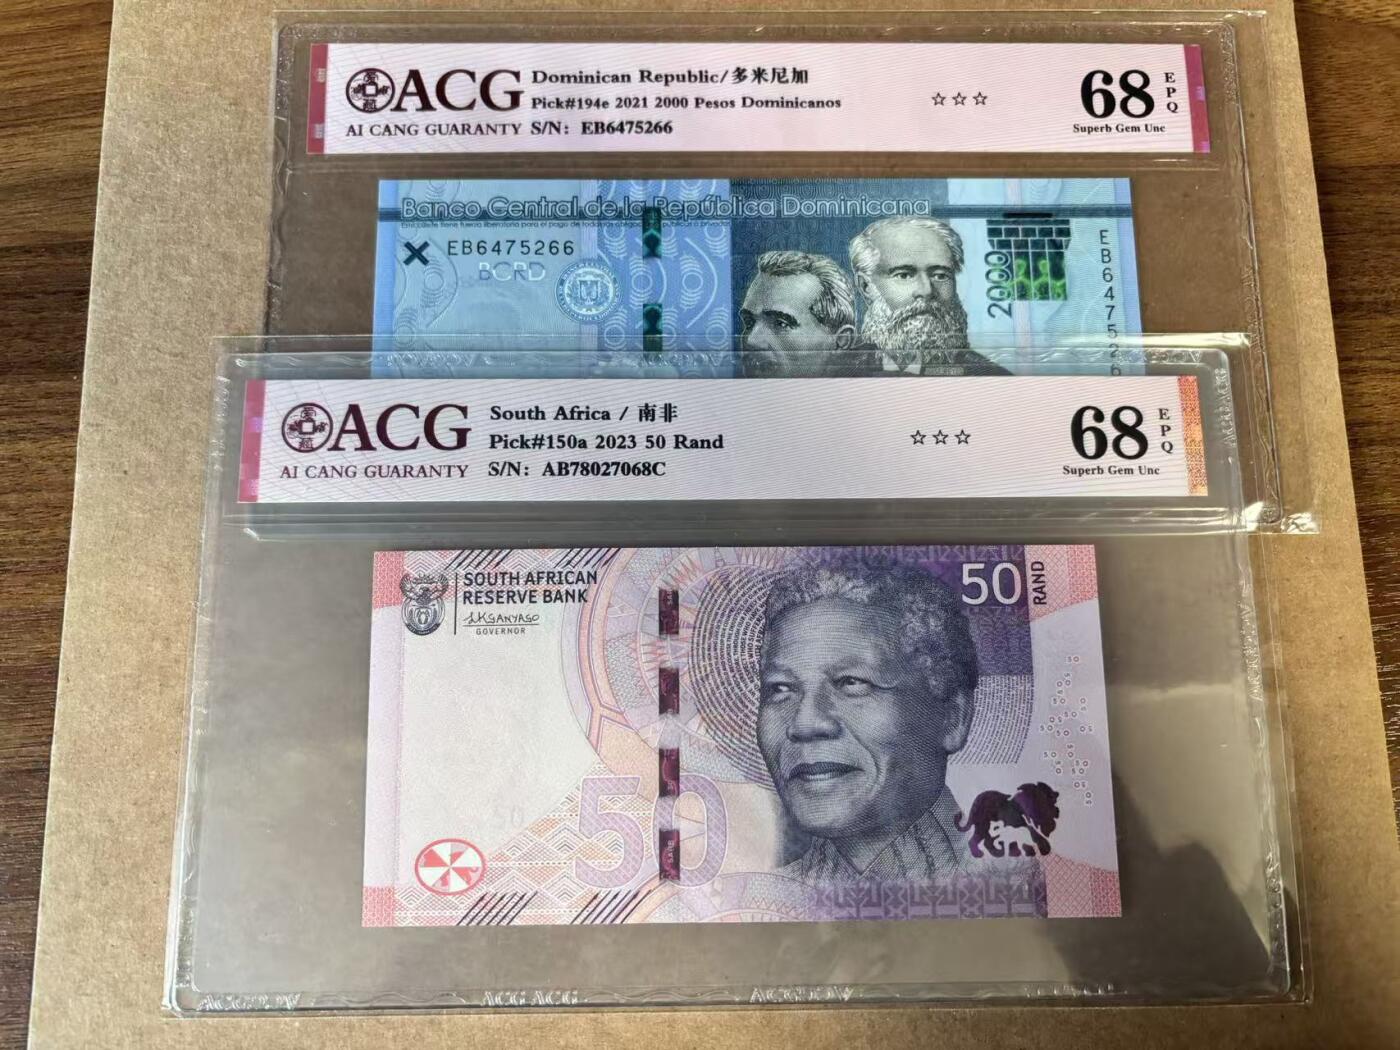 ACG
AI CANG GUARANTY
Dominican Republic/多米尼加
Pick#194e 2021 2000 Pesos Dominicanos
S/N: EB6475266
☆☆☆
68
EPQ
Superb Gem Unc
Banco Central de la República Dominicana
EB6475266
BCRD
2000
EB647526
ACG
AI CANG GUARANTY
South Africa / 南非
Pick#150a 2023 50 Rand
S/N: AB78027068C
☆☆☆
68
EPQ
Superb Gem Unc
SOUTH AFRICAN
RESERVE BANK
GOVERNOR
50
RAND
50
50